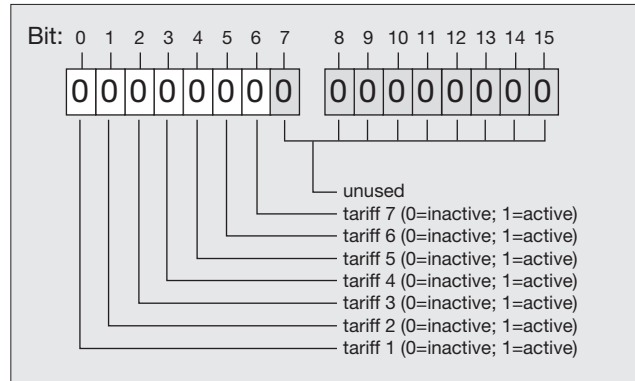 Bit: 0 1 2 3 4 5 6 7 8 9 10 11 12 13 14 15
0 0 0 0 0 0 0 0 0 0 0 0 0 0 0 0
unused
tariff 7 (0=inactive; 1=active)
tariff 6 (0=inactive; 1=active)
tariff 5 (0=inactive; 1=active)
tariff 4 (0=inactive; 1=active)
tariff 3 (0=inactive; 1=active)
tariff 2 (0=inactive; 1=active)
tariff 1 (0=inactive; 1=active)